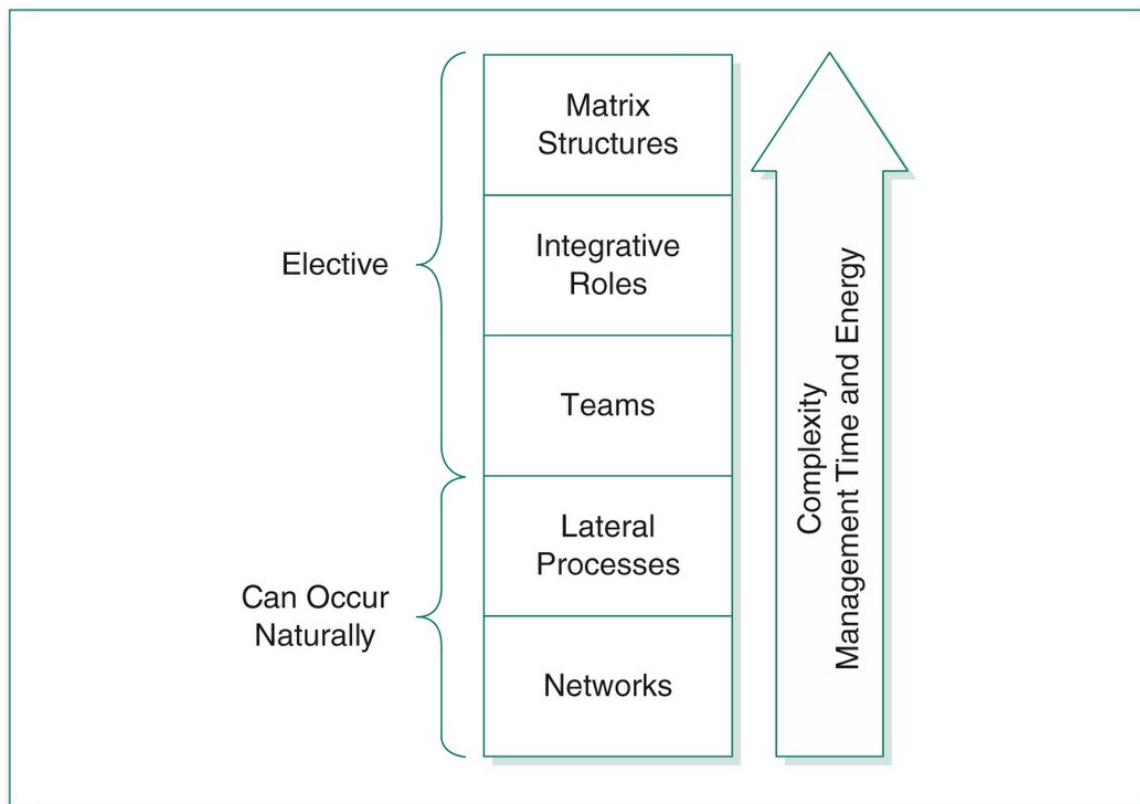 Matrix
Structures
Integrative
Roles
Elective
Teams
Lateral
Processes
Can Occur
Naturally
Networks
Complexity
Management Time and Energy